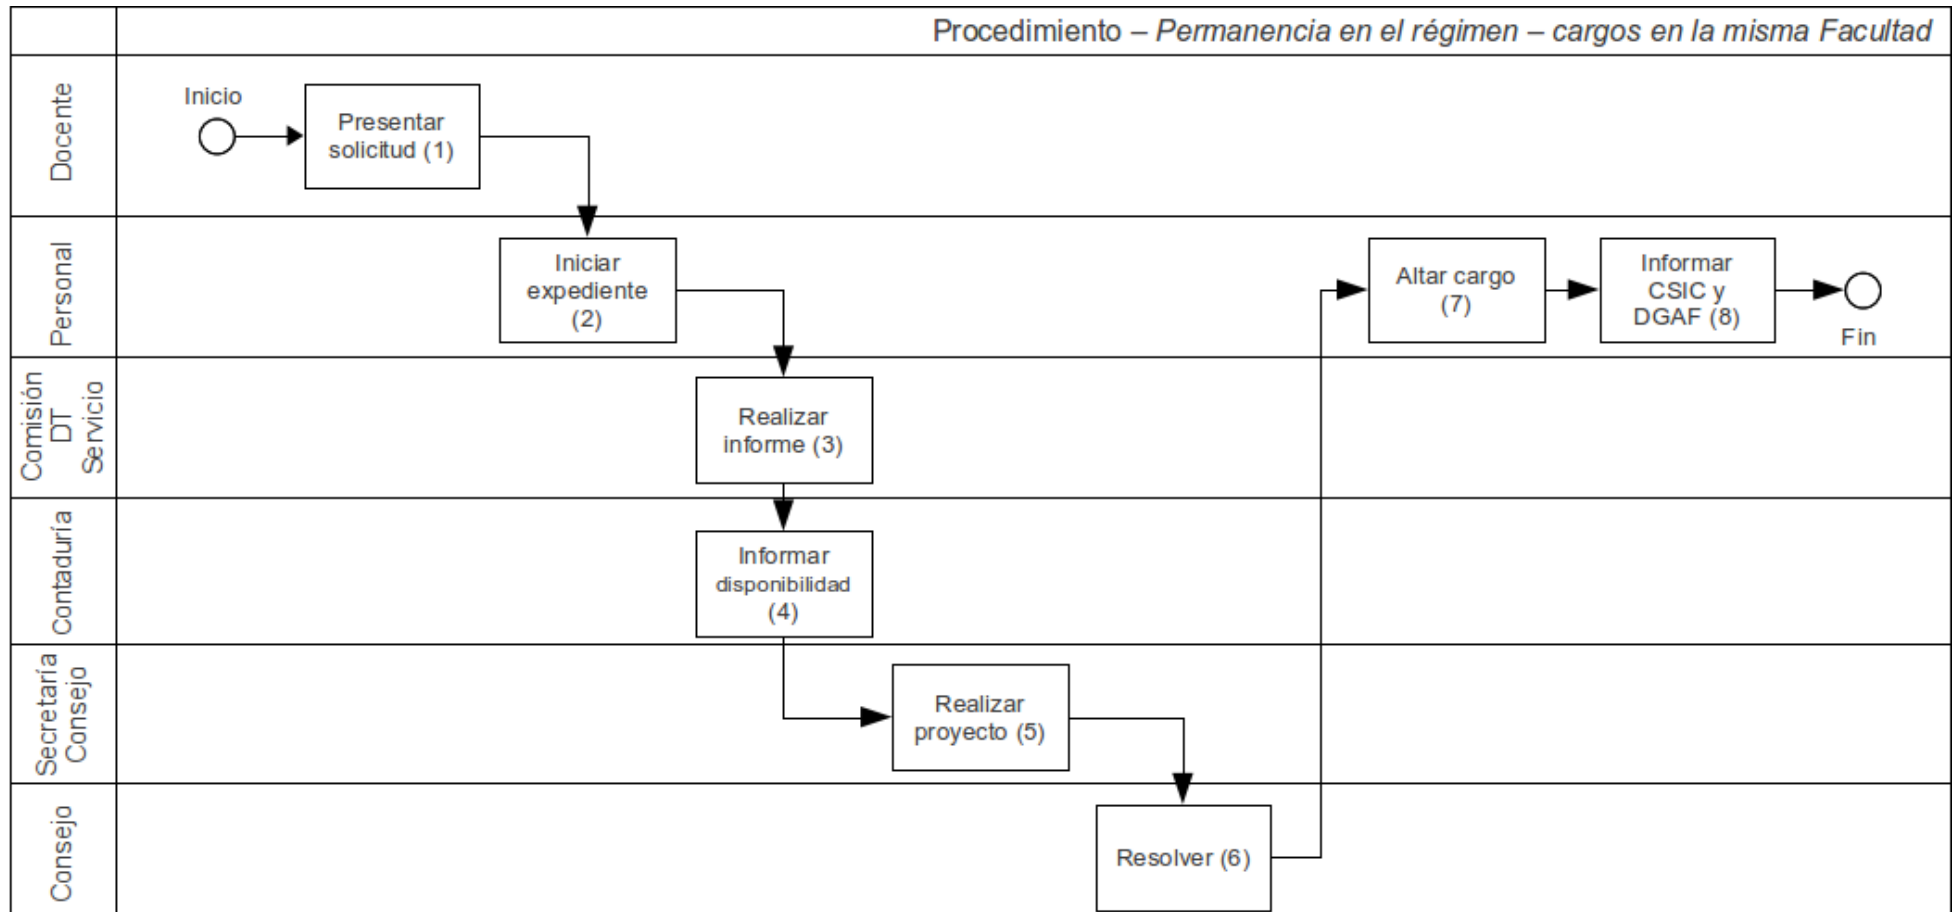 Procedimiento – Permanencia en el régimen – cargos en la misma Facultad
Docente
Inicio
Presentar
solicitud (1)
Personal
Iniciar
expediente
(2)
Altar cargo
(7)
Informar
CSIC y
DGAF (8)
Fin
Comisión
DT
Servicio
Realizar
informe (3)
Contaduría
Informar
disponibilidad
(4)
Secretaría
Consejo
Realizar
proyecto (5)
Consejo
Resolver (6)